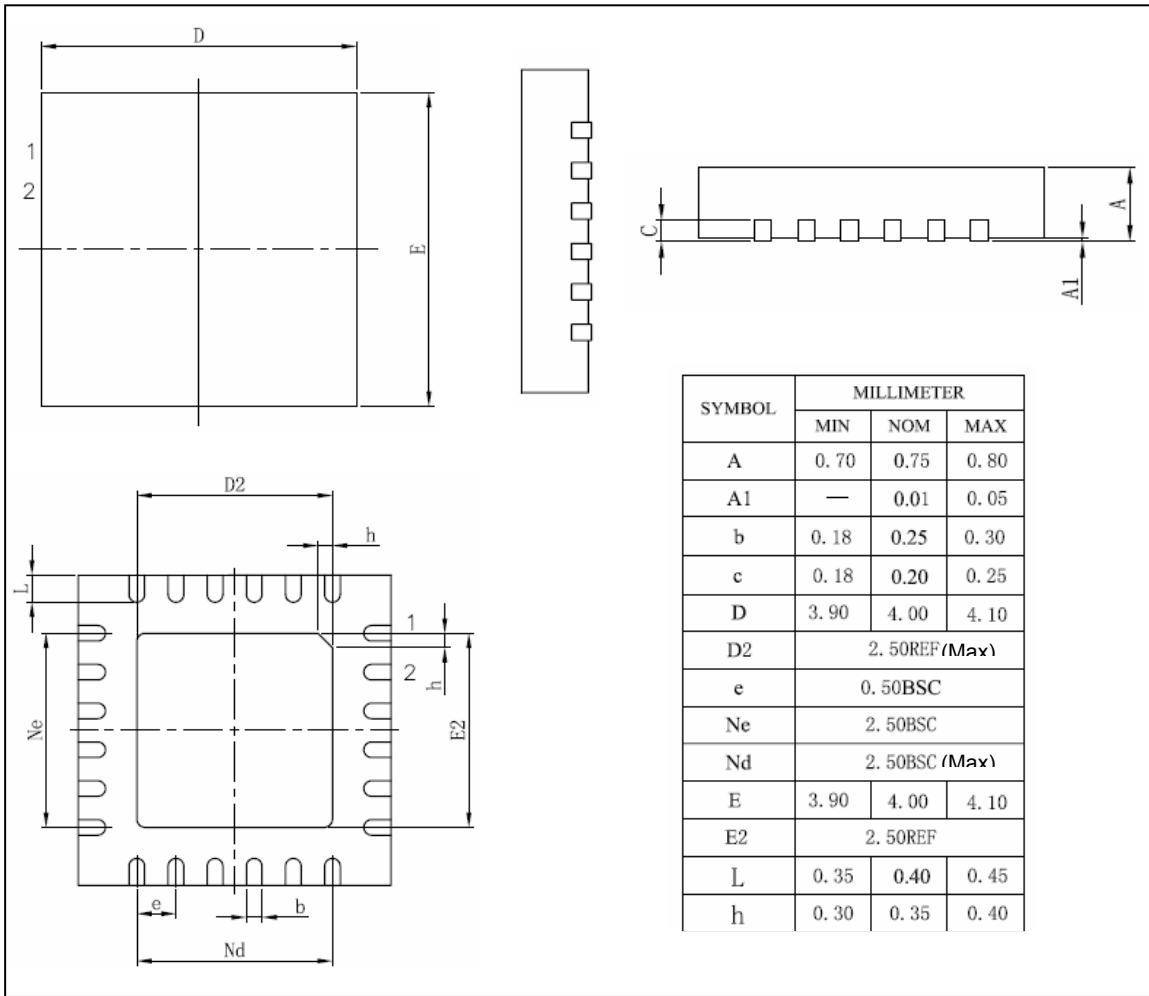 D
1
2
E
C
A
A1
D2
h
L
1
2
h
Ne
E2
e
b
Nd
SYMBOL MILLIMETER
MIN NOM MAX
A 0.70 0.75 0.80
A1 — 0.01 0.05
b 0.18 0.25 0.30
c 0.18 0.20 0.25
D 3.90 4.00 4.10
D2 2.50REF(Max)
e 0.50BSC
Ne 2.50BSC
Nd 2.50BSC(Max)
E 3.90 4.00 4.10
E2 2.50REF
L 0.35 0.40 0.45
h 0.30 0.35 0.40